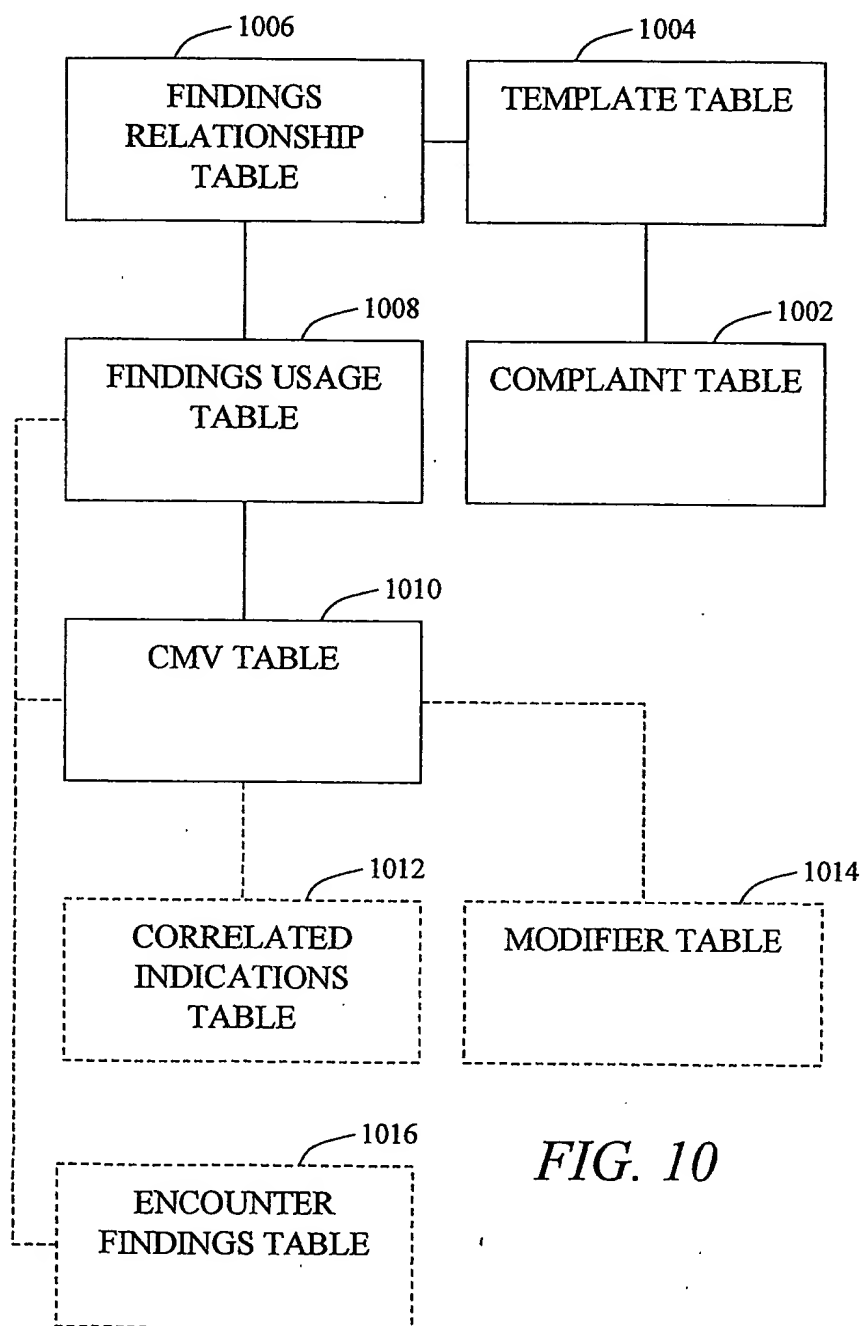 1006
1004
FINDINGS
RELATIONSHIP
TABLE
TEMPLATE TABLE
1008
1002
FINDINGS USAGE
TABLE
COMPLAINT TABLE
1010
CMV TABLE
1012
1014
CORRELATED
INDICATIONS
TABLE
MODIFIER TABLE
1016
ENCOUNTER
FINDINGS TABLE
FIG. 10